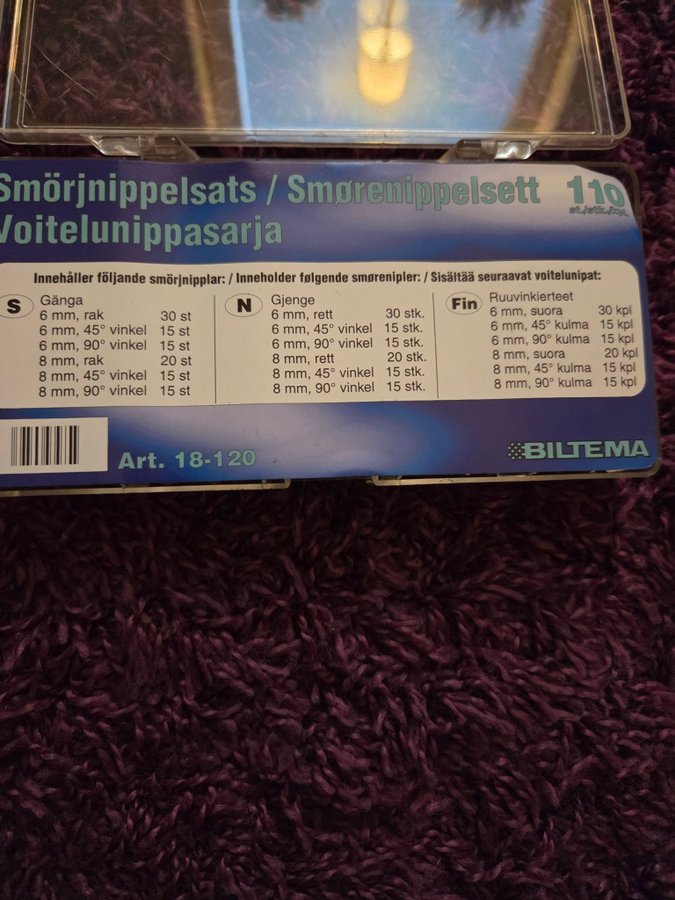 Smörjnippelsats / Smørenippelsett 110
st./stk./kpl.
Voitelunippasarja
Innehåller följande smörjnipplar: / Inneholder følgende smørenipler: / Sisältää seuraavat voitelunipat:
S
Gänga
6 mm, rak 30 st
6 mm, 45° vinkel 15 st
6 mm, 90° vinkel 15 st
8 mm, rak 20 st
8 mm, 45° vinkel 15 st
8 mm, 90° vinkel 15 st
N
Gjenge
6 mm, rett 30 stk.
6 mm, 45° vinkel 15 stk.
6 mm, 90° vinkel 15 stk.
8 mm, rett 20 stk.
8 mm, 45° vinkel 15 stk.
8 mm, 90° vinkel 15 stk.
Fin
Ruuvinkierteet
6 mm, suora 30 kpl
6 mm, 45° kulma 15 kpl
6 mm, 90° kulma 15 kpl
8 mm, suora 20 kpl
8 mm, 45° kulma 15 kpl
8 mm, 90° kulma 15 kpl
Art. 18-120
BILTEMA